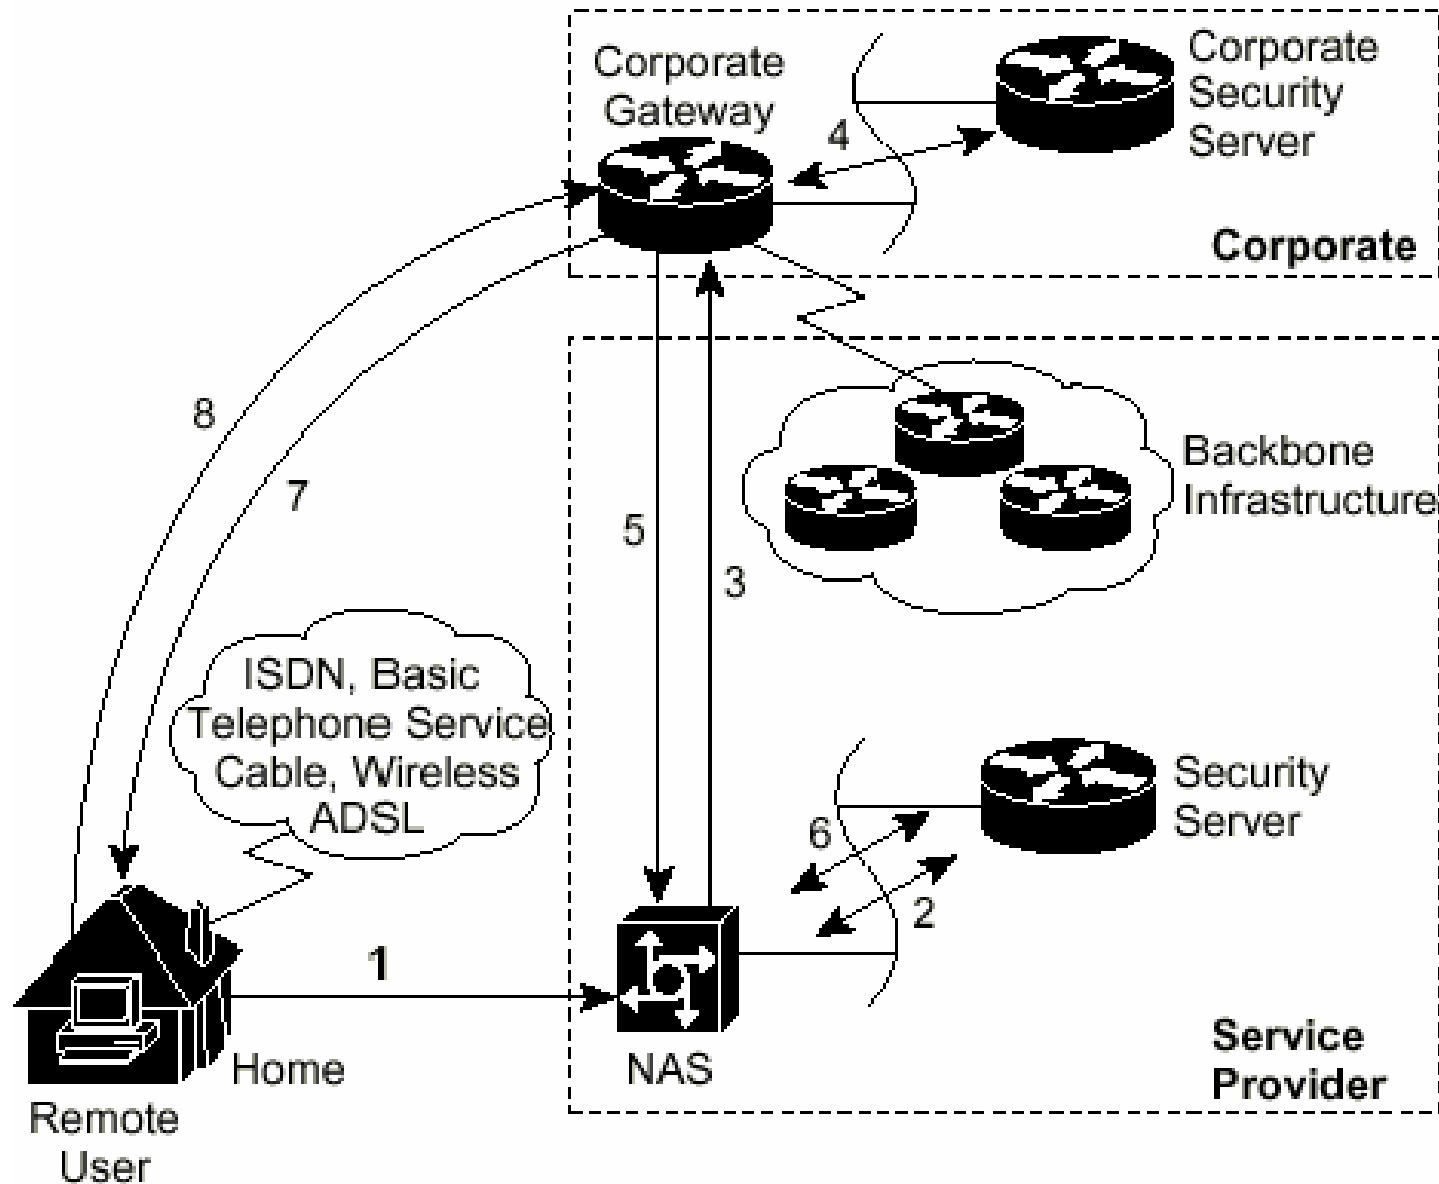 Corporate
Gateway
Corporate
Security
Server
4
Corporate
8
7
5
3
Backbone
Infrastructure
ISDN, Basic
Telephone Service
Cable, Wireless
ADSL
6
2
Security
Server
1
Home
NAS
Remote
User
Service
Provider